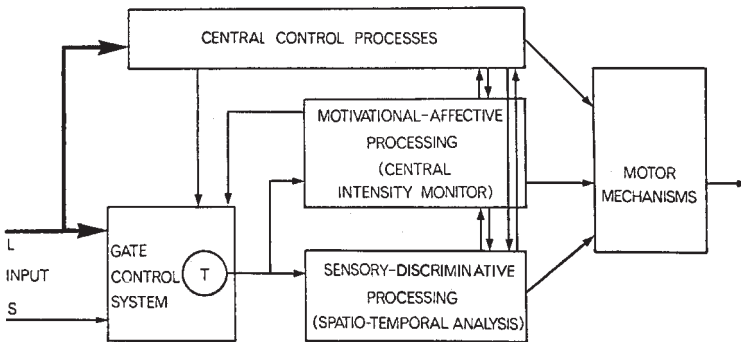 CENTRAL CONTROL PROCESSES
MOTIVATIONAL-AFFECTIVE
PROCESSING
(CENTRAL
INTENSITY MONITOR)
MOTOR
MECHANISMS
L
INPUT
S
GATE
CONTROL
SYSTEM
T
SENSORY-DISCRIMINATIVE
PROCESSING
(SPATIO-TEMPORAL ANALYSIS)